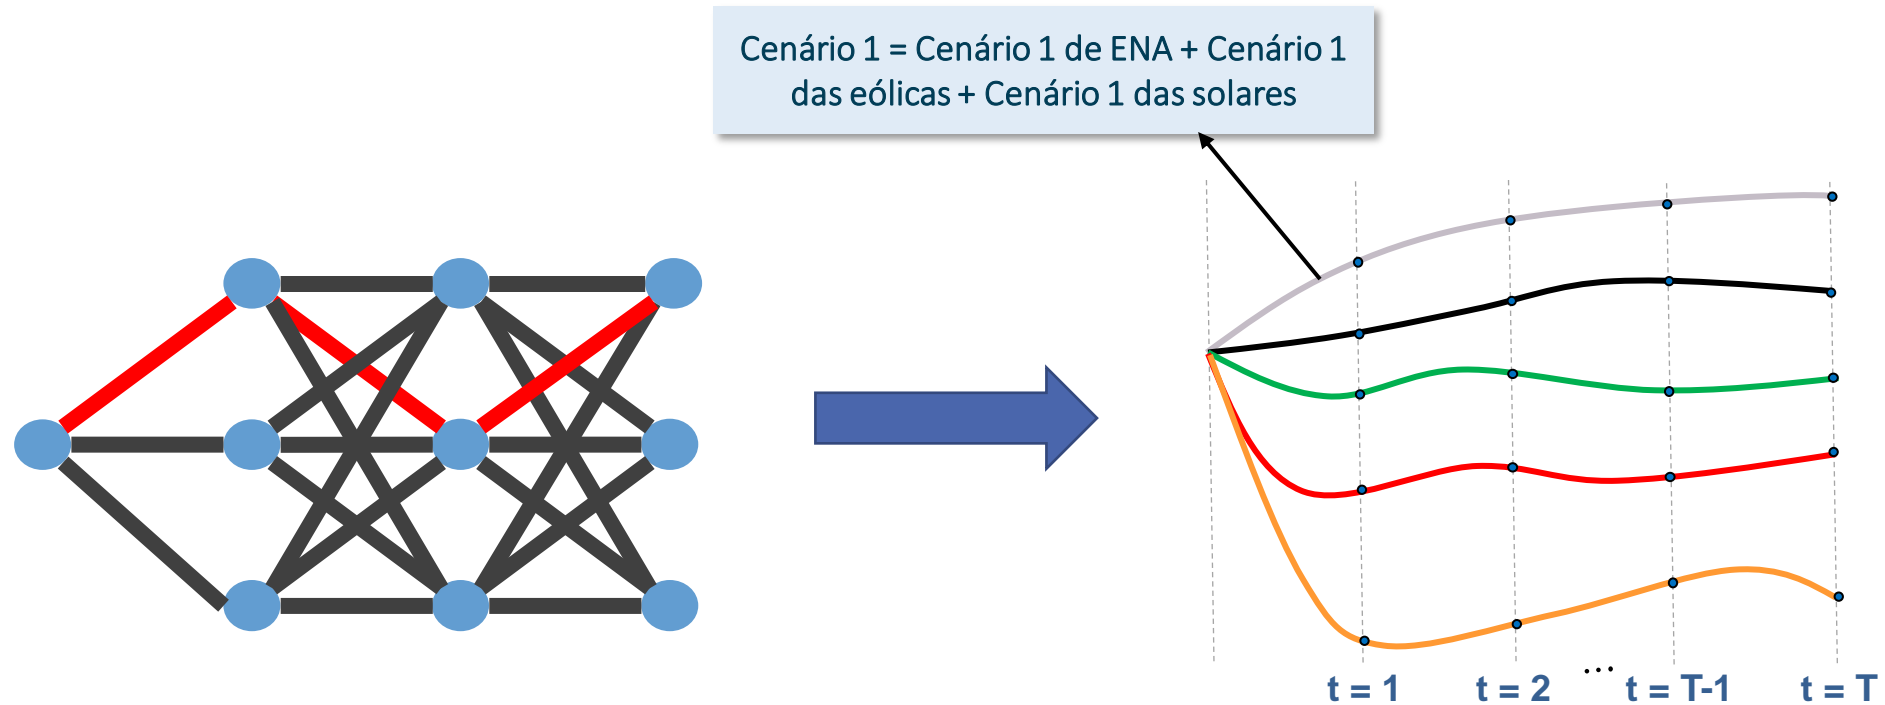 Cenário 1 = Cenário 1 de ENA + Cenário 1
das eólicas + Cenário 1 das solares
...
t = 1 t = 2 t = T-1 t = T